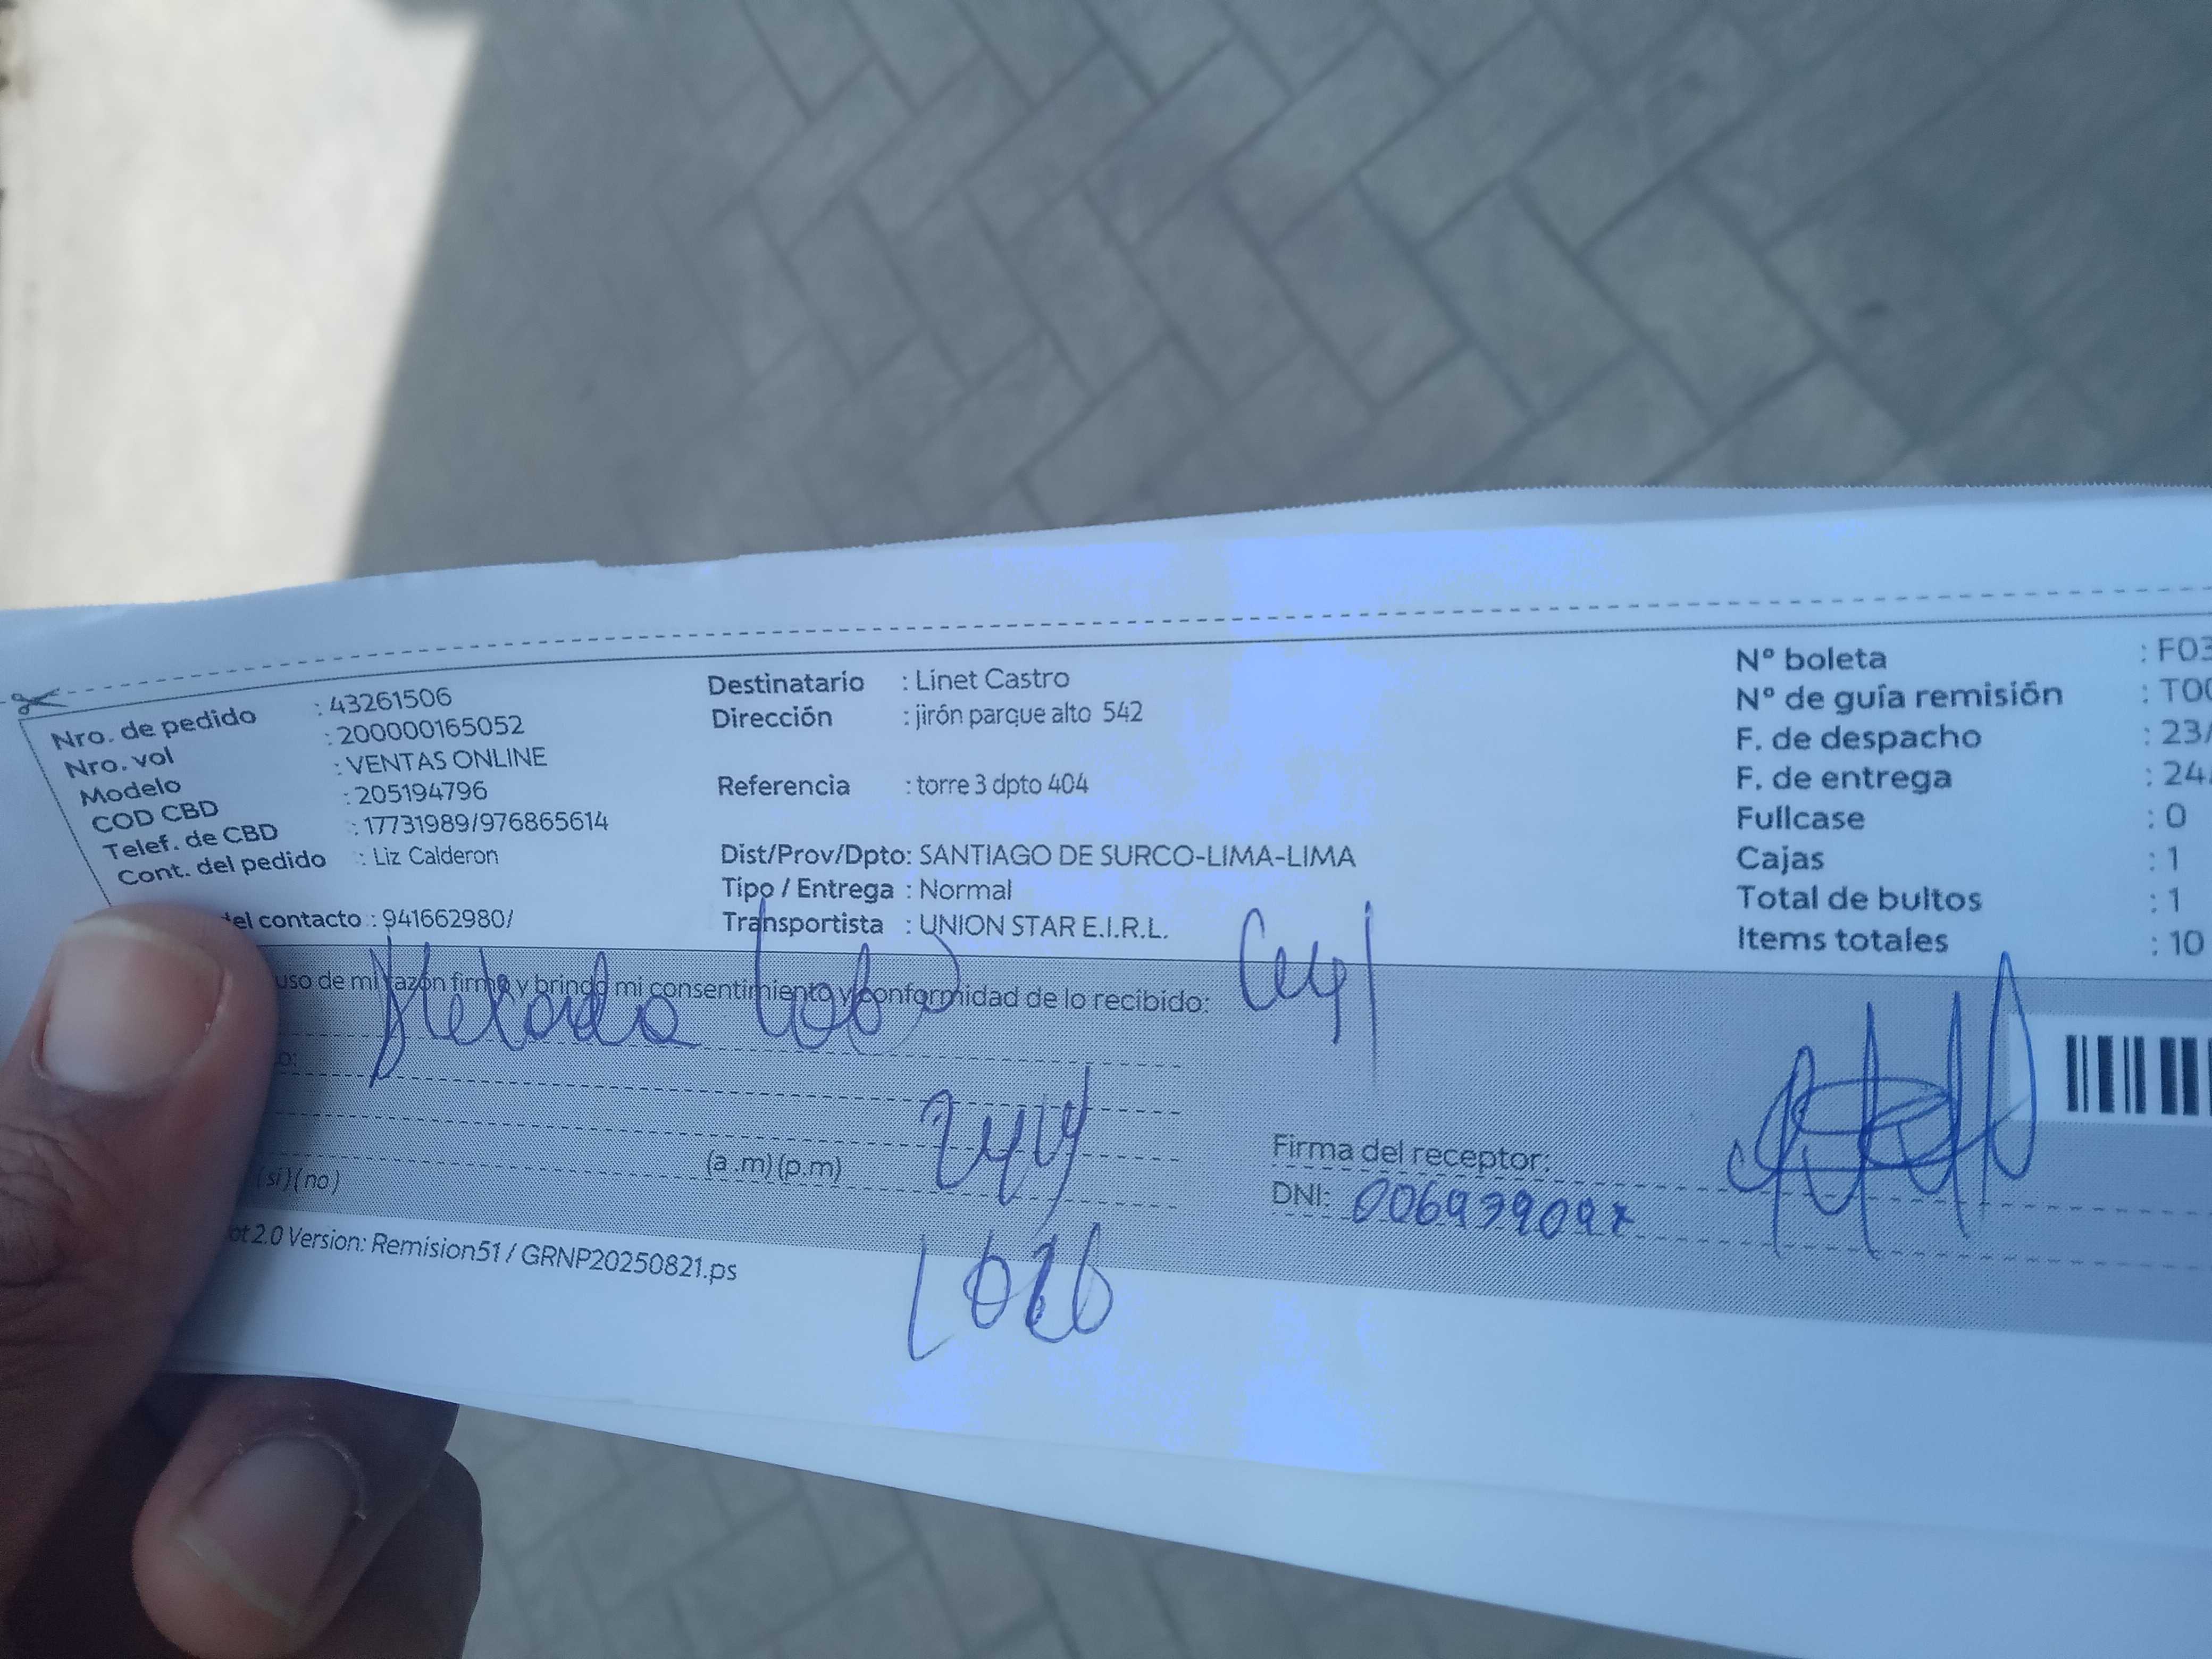 Nro. de pedido : 43261506
Nro. vol : 200000165052
Modelo : VENTAS ONLINE
COD CBD : 205194796
Telef. de CBD : 17731989/976865614
Cont. del pedido : Liz Calderon
el contacto : 941662980/
Destinatario : Linet Castro
Dirección : jirón parque alto 542
Referencia : torre 3 dpto 404
Dist/Prov/Dpto: SANTIAGO DE SURCO-LIMA-LIMA
Tipo / Entrega : Normal
Transportista : UNION STAR E.I.R.L.
Nº boleta : F03
Nº de guía remisión : T00
F. de despacho : 23/
F. de entrega : 24
Fullcase : 0
Cajas : 1
Total de bultos : 1
Items totales : 10
uso de mi razón firmo y brindo mi consentimiento y conformidad de lo recibido:
o:
(a. m) (p.m)
(si) (no)
Firma del receptor:
DNI:
ot 2.0 Version: Remision51 / GRNP20250821.ps